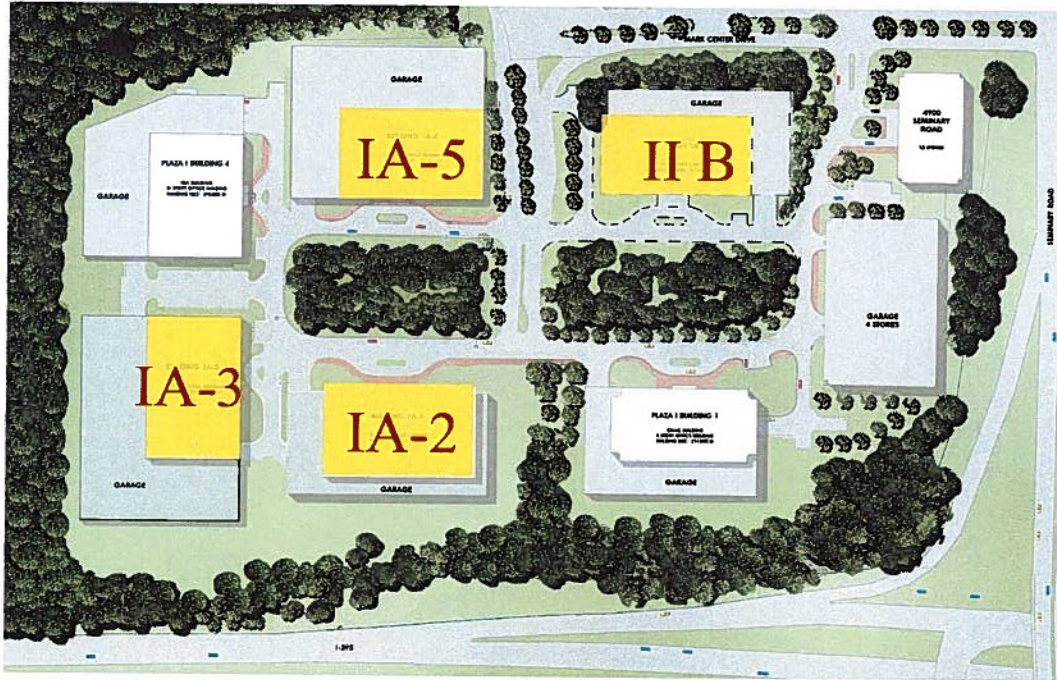 MARK CENTER DRIVE
GARAGE
GARAGE
4900
SEMINARY
ROAD
PLAZA I BUILDING 4
IA-5
II B
GARAGE
SEMINARY ROAD
GARAGE
4 STORIES
IA-3
IA-2
PLAZA I BUILDING 1
GARAGE
GARAGE
GARAGE
I-395